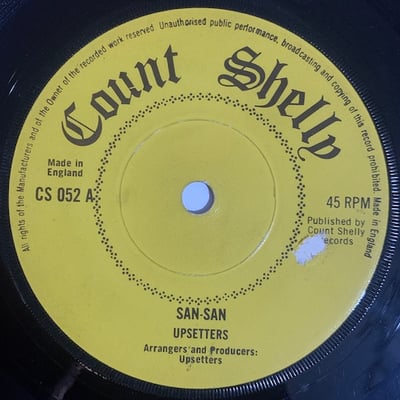 All rights of the Manufacturers and of the Owner of the recorded work reserved. Unauthorised public performance, broadcasting and copying of this record prohibited. Made in England
Count Shelly
Made in
England
CS 052 A
45 RPM
Published by
Count Shelly
Records
SAN-SAN
UPSETTERS
Arrangers and Producers:
Upsetters